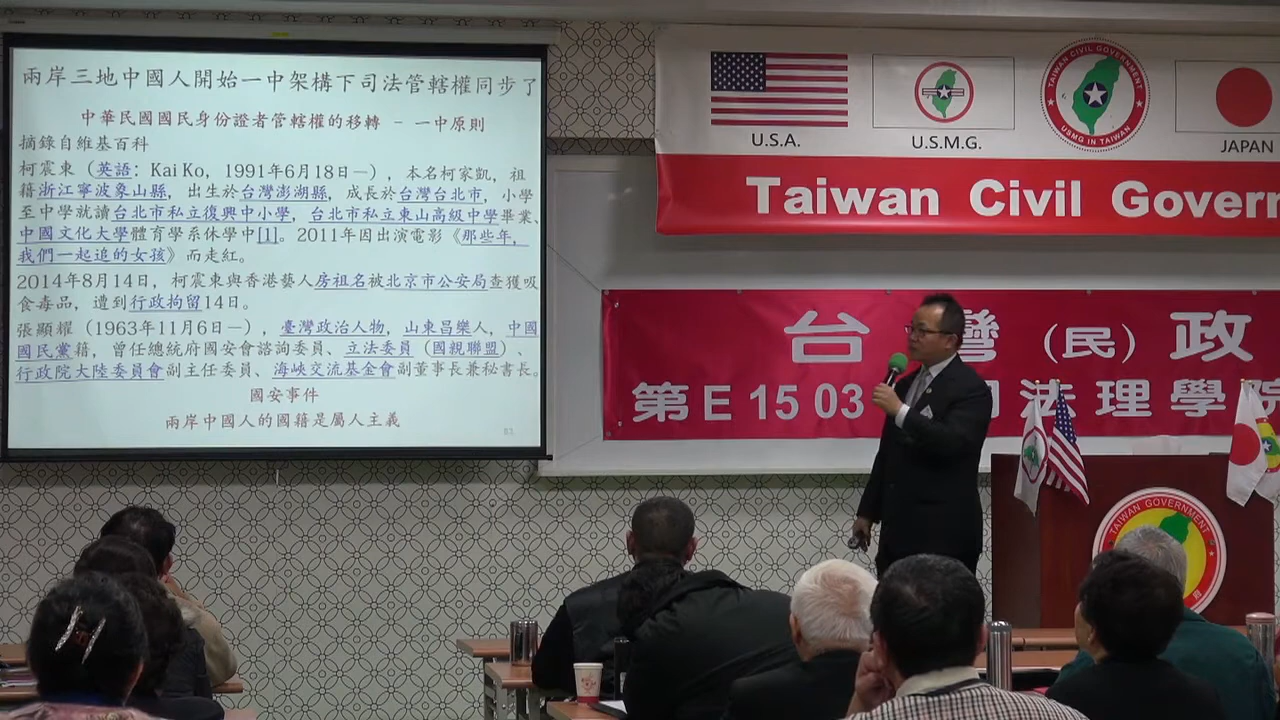 兩岸三地中國人開始一中架構下司法管轄權同步了
中華民國國民身份證者管轄權的移轉 – 一中原則
摘錄自維基百科
柯震東（英語：Kai Ko，1991年6月18日－），本名柯家凱，祖
籍浙江寧波象山縣，出生於台灣澎湖縣，成長於台灣台北市，小學
至中學就讀台北市私立復興中小學，台北市私立東山高級中學畢業、
中國文化大學體育學系休學中[1]。2011年因出演電影《那些年，
我們一起追的女孩》而走紅。
2014年8月14日，柯震東與香港藝人房祖名被北京市公安局查獲吸
食毒品，遭到行政拘留14日。
張顯耀（1963年11月6日－），臺灣政治人物，山東昌樂人，中國
國民黨籍，曾任總統府國安會諮詢委員、立法委員（國親聯盟）、
行政院大陸委員會副主任委員、海峽交流基金會副董事長兼秘書長。
國安事件
兩岸中國人的國籍是屬人主義
U.S.A.
U.S.M.G.
TAIWAN CIVIL GOVERNMENT
USMG IN TAIWAN
JAPAN
Taiwan Civil Govern
台灣（民）政
第E 15 03
法理學院
TAIWAN GOVERNMENT